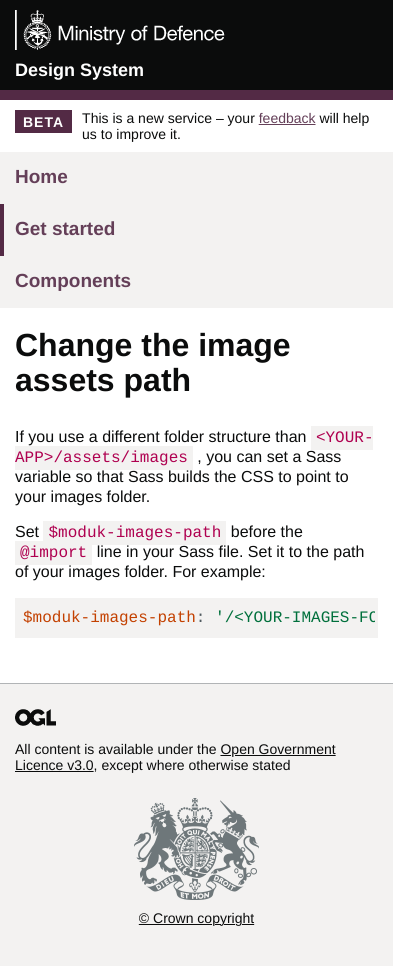 Ministry of Defence
Design System
BETA
This is a new service – your feedback will help
us to improve it.
Home
Get started
Components
Change the image
assets path
If you use a different folder structure than <YOUR-
APP>/assets/images , you can set a Sass
variable so that Sass builds the CSS to point to
your images folder.
Set $moduk-images-path before the
@import line in your Sass file. Set it to the path
of your images folder. For example:
$moduk-images-path: '/<YOUR-IMAGES-FO
OGL
All content is available under the Open Government
Licence v3.0, except where otherwise stated
DIEU ET MON DROIT
© Crown copyright